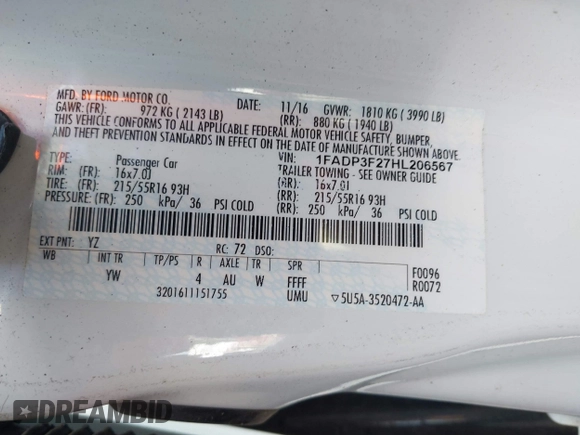 MFD. BY FORD MOTOR CO.
DATE: 11/16 GVWR: 1810 KG ( 3990 LB)
GAWR: (FR): 972 KG ( 2143 LB) (RR): 880 KG ( 1940 LB)
THIS VEHICLE CONFORMS TO ALL APPLICABLE FEDERAL MOTOR VEHICLE SAFETY, BUMPER,
AND THEFT PREVENTION STANDARDS IN EFFECT ON THE DATE OF MANUFACTURE SHOWN ABOVE.
VIN: 1FADP3F27HL206567
TYPE: Passenger Car TRAILER TOWING - SEE OWNER GUIDE
RIM: (FR): 16x7.0J (RR): 16x7.0J
TIRE: (FR): 215/55R16 93H (RR): 215/55R16 93H
PRESSURE: (FR): 250 kPa/ 36 PSI COLD (RR): 250 kPa/ 36 PSI COLD
EXT PNT: YZ RC: 72 DSO:
WB INT TR TP/PS R AXLE TR SPR
YW 4 AU W FFFF
UMU
F0096
R0072
3201611151755
▽5U5A-3520472-AA
DREAMBID